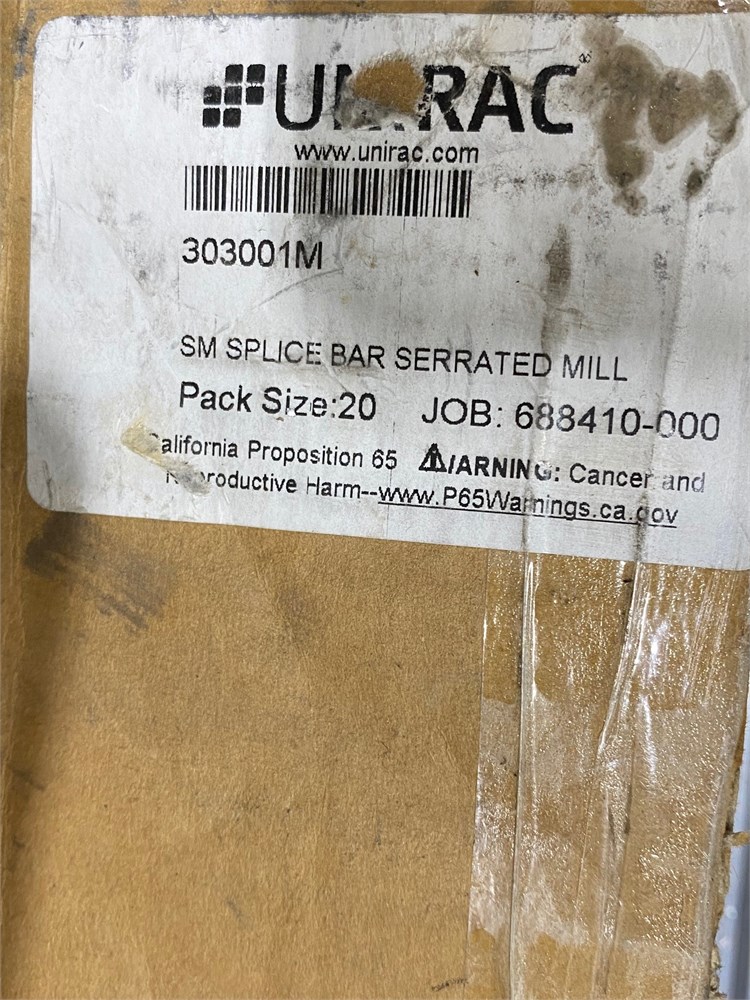 UNIRAC®
www.unirac.com
303001M
SM SPLICE BAR SERRATED MILL
Pack Size:20 JOB: 688410-000
California Proposition 65 ⚠WARNING: Cancer and
Reproductive Harm--www.P65Warnings.ca.gov